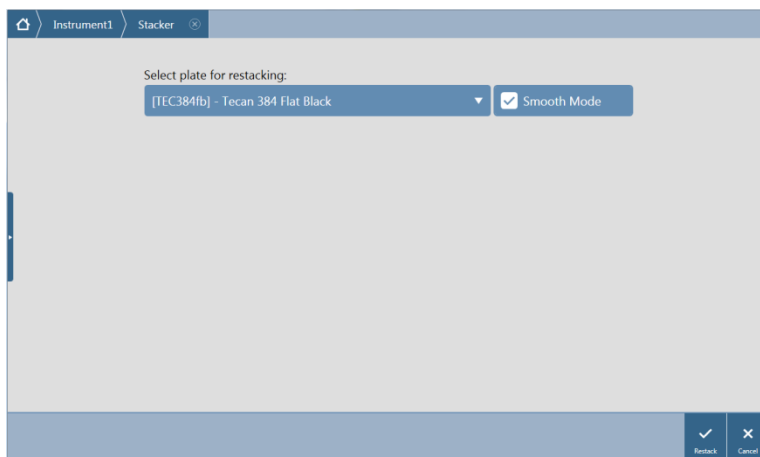 Instrument1
Stacker
Select plate for restacking:
[TEC384fb] - Tecan 384 Flat Black
Smooth Mode
Restack
Cancel